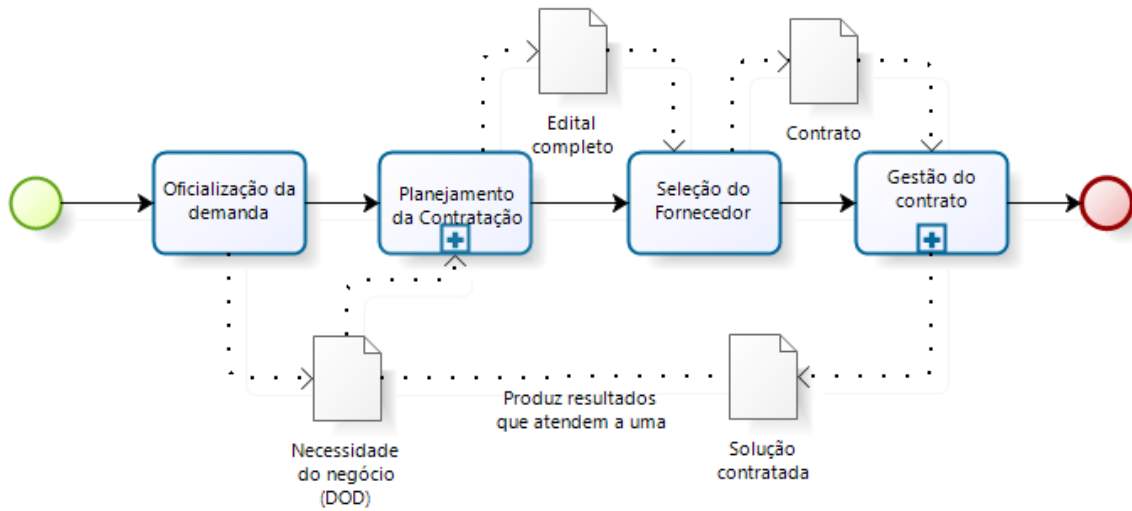 Edital
completo
Contrato
Oficialização da
demanda
Planejamento
da Contratação
Seleção do
Fornecedor
Gestão do
contrato
Produz resultados
que atendem a uma
Necessidade
do negócio
(DOD)
Solução
contratada